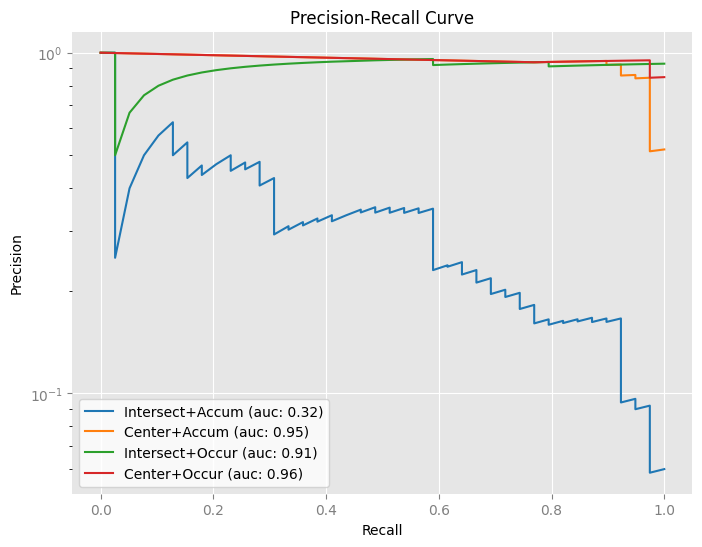 Precision-Recall Curve
10⁰
Precision
10⁻¹
Intersect+Accum (auc: 0.32)
Center+Accum (auc: 0.95)
Intersect+Occur (auc: 0.91)
Center+Occur (auc: 0.96)
0.0 0.2 0.4 0.6 0.8 1.0
Recall